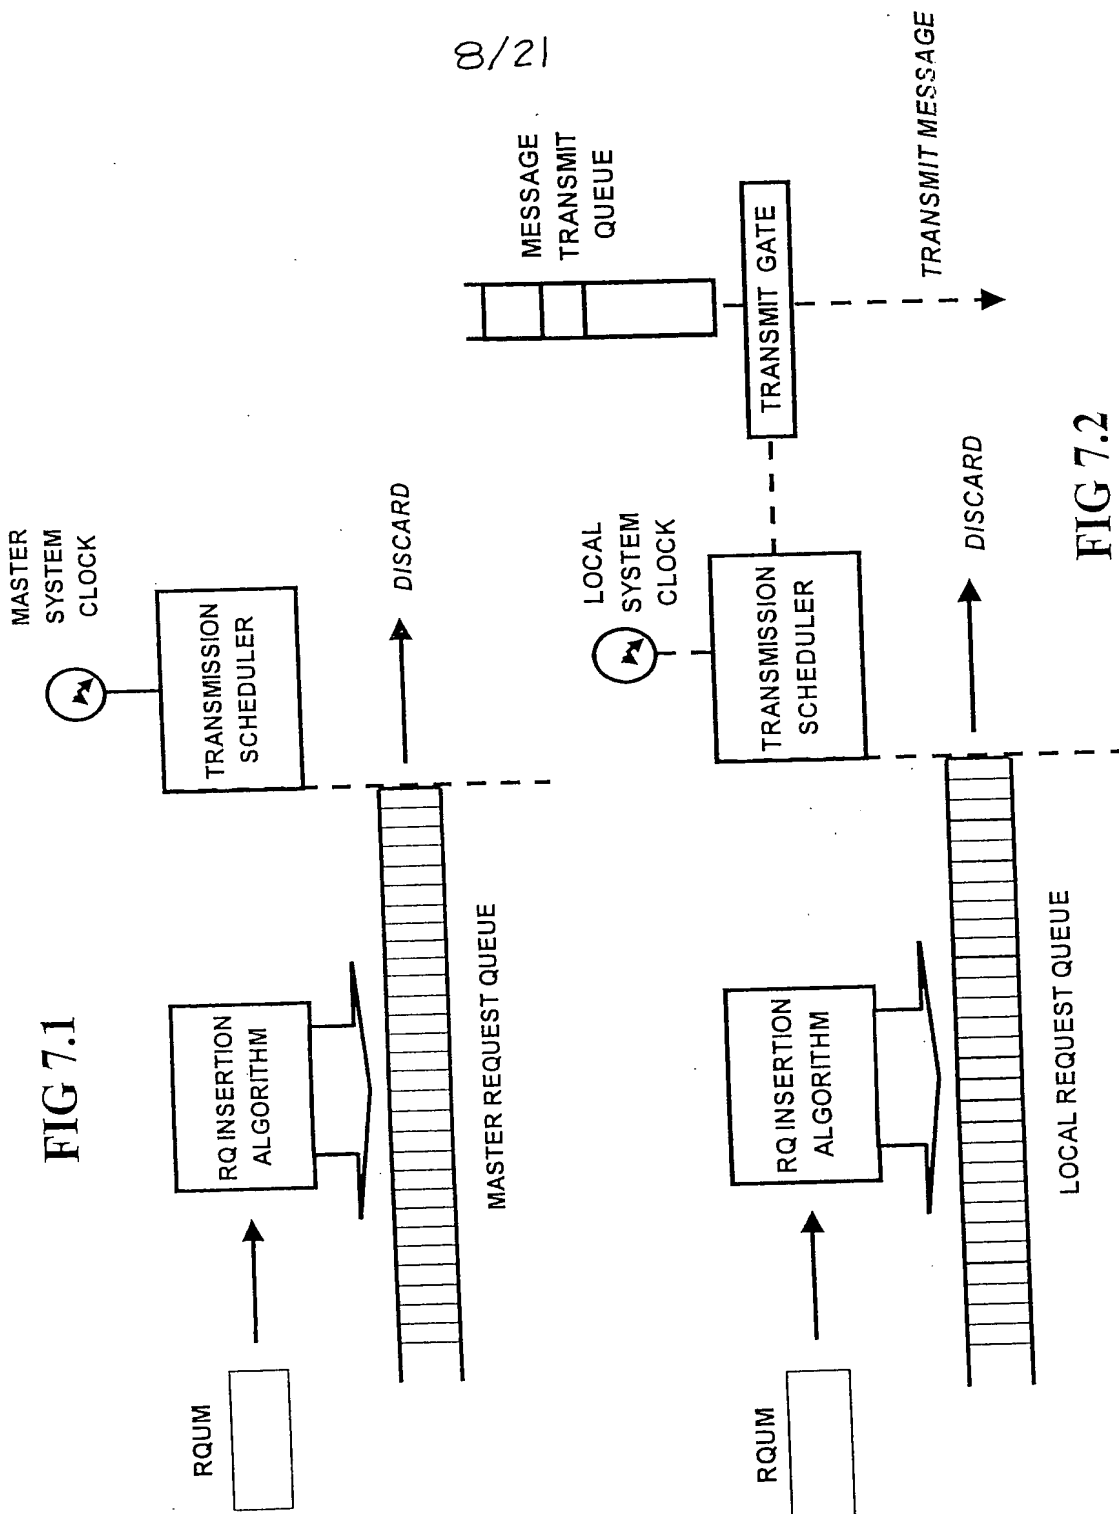 8/21
FIG 7.1
MASTER
SYSTEM
CLOCK
TRANSMISSION
SCHEDULER
RQ INSERTION
ALGORITHM
RQUM
DISCARD
MASTER REQUEST QUEUE
MESSAGE
TRANSMIT
QUEUE
LOCAL
SYSTEM
CLOCK
TRANSMISSION
SCHEDULER
TRANSMIT GATE
RQ INSERTION
ALGORITHM
RQUM
TRANSMIT MESSAGE
DISCARD
LOCAL REQUEST QUEUE
FIG 7.2